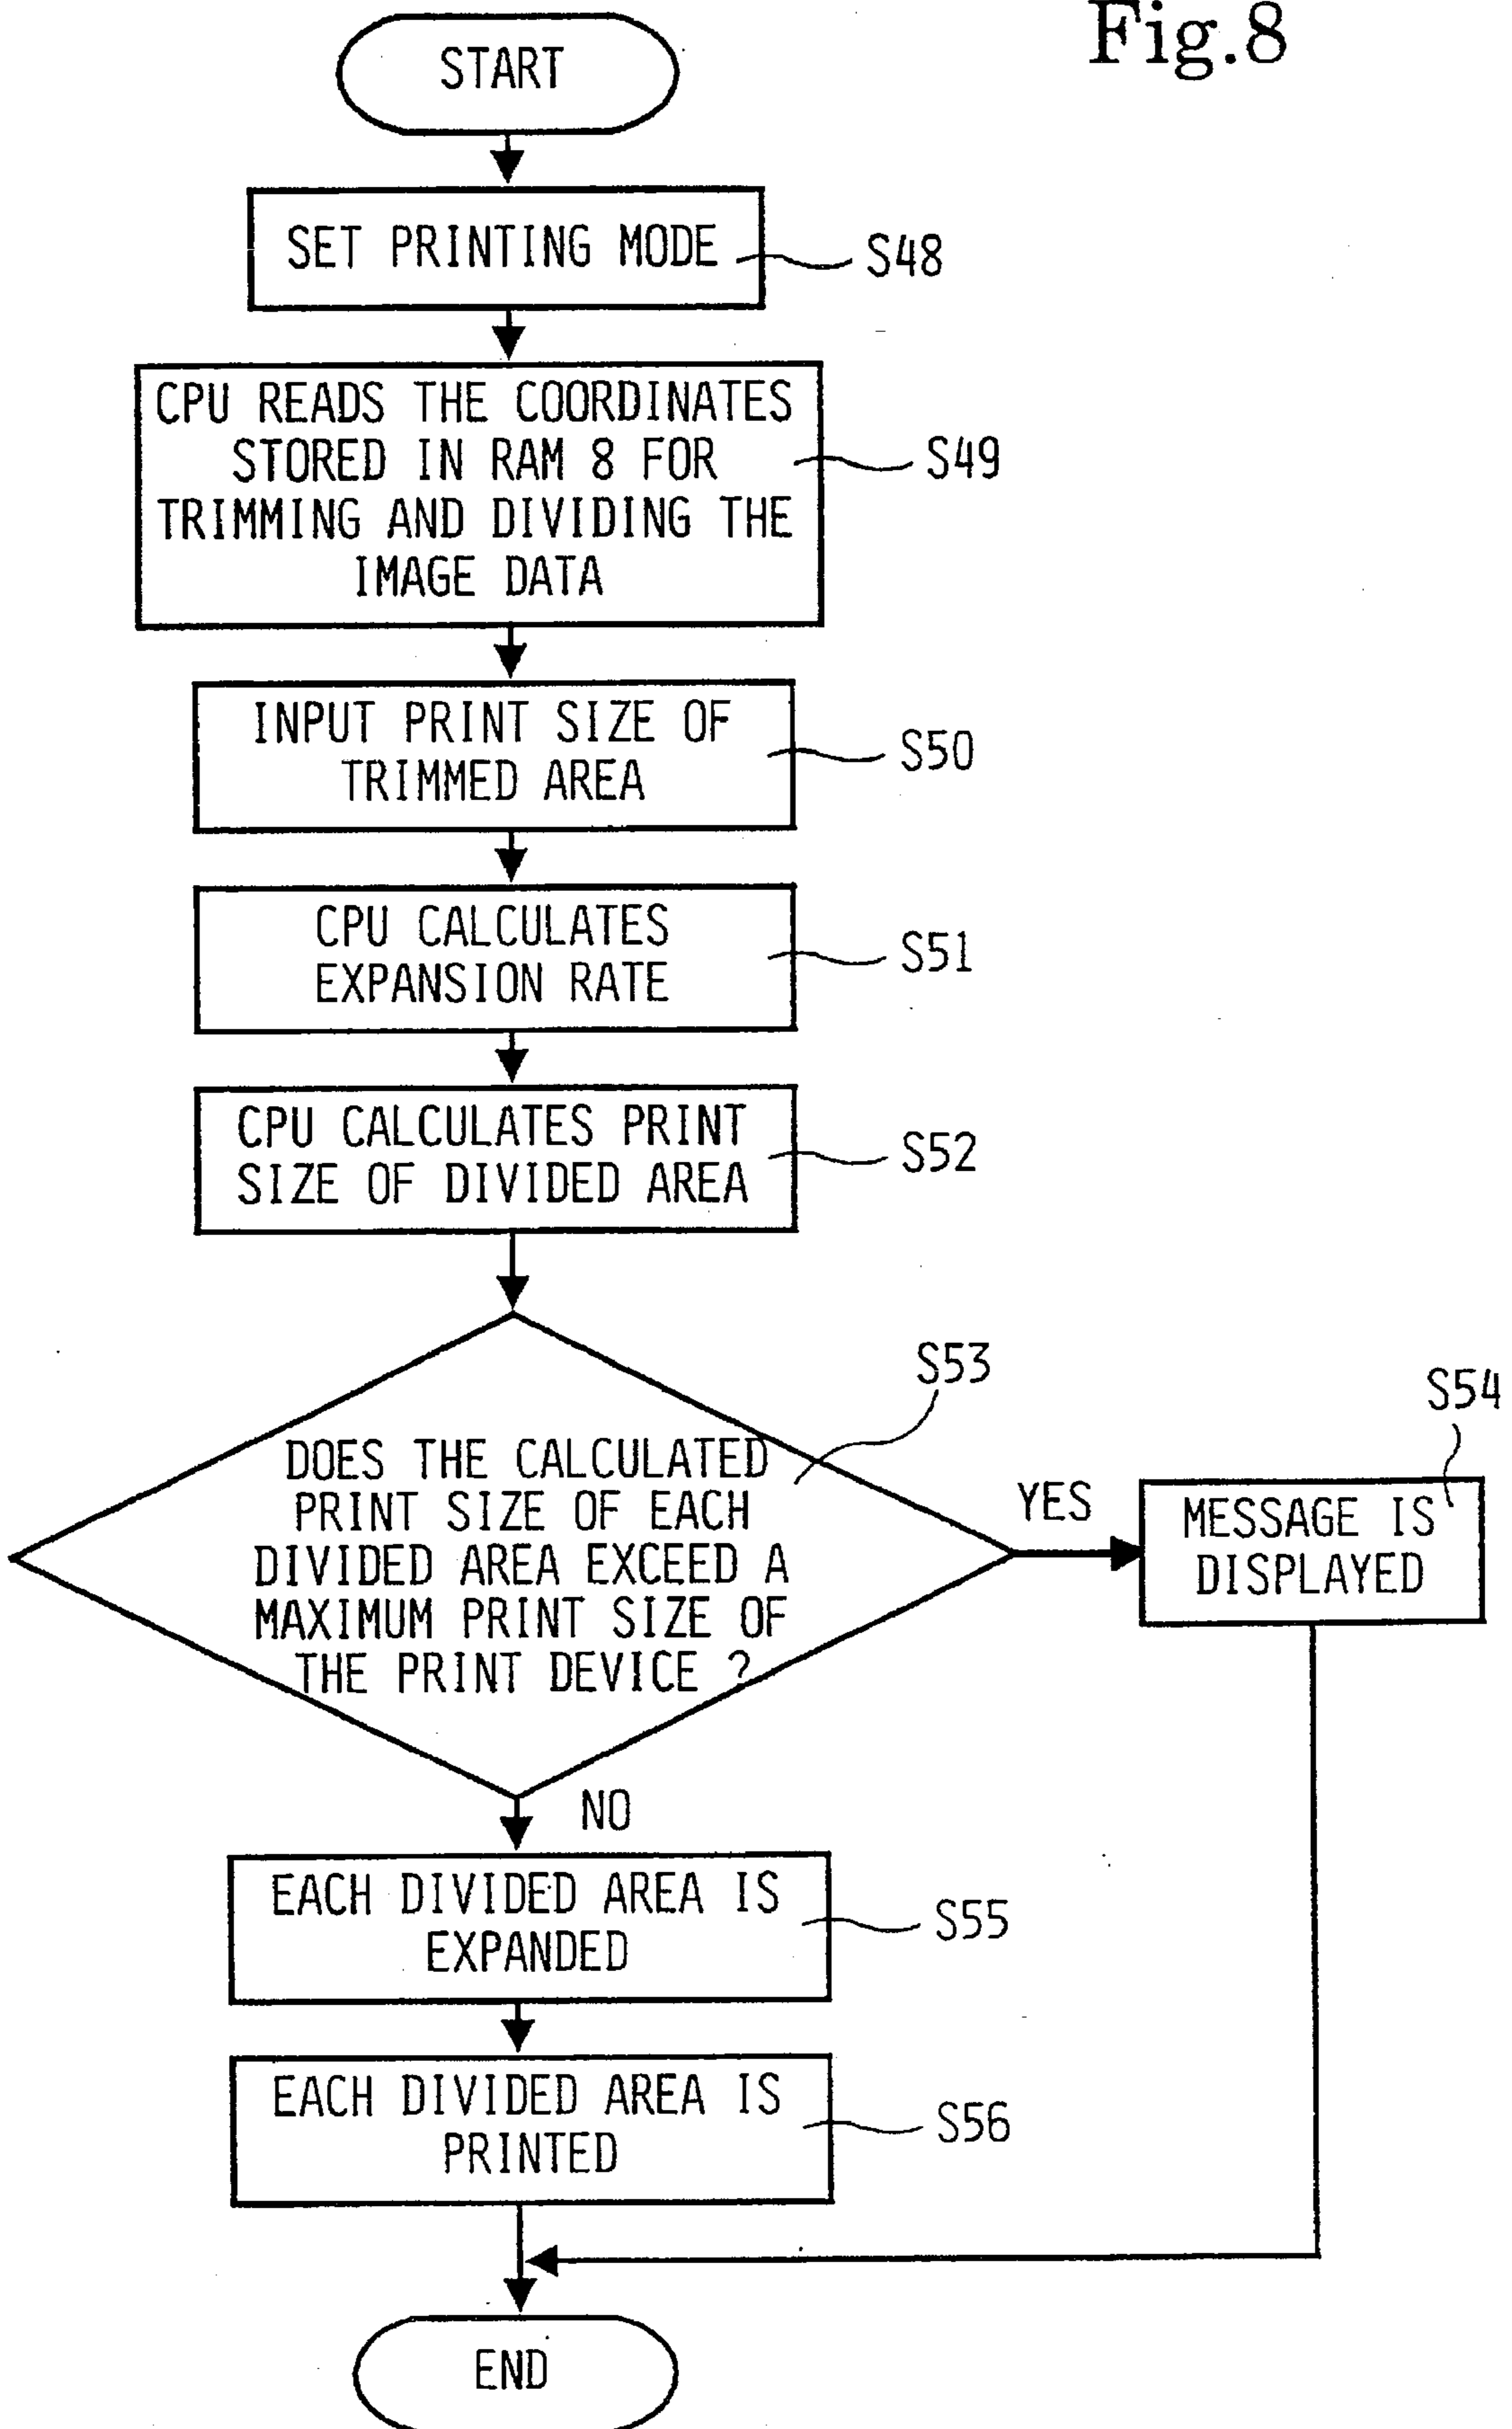 Fig.8
START
SET PRINTING MODE
S48
CPU READS THE COORDINATES
STORED IN RAM 8 FOR
TRIMMING AND DIVIDING THE
IMAGE DATA
S49
INPUT PRINT SIZE OF
TRIMMED AREA
S50
CPU CALCULATES
EXPANSION RATE
S51
CPU CALCULATES PRINT
SIZE OF DIVIDED AREA
S52
DOES THE CALCULATED
PRINT SIZE OF EACH
DIVIDED AREA EXCEED A
MAXIMUM PRINT SIZE OF
THE PRINT DEVICE ?
S53
YES
S54
MESSAGE IS
DISPLAYED
NO
EACH DIVIDED AREA IS
EXPANDED
S55
EACH DIVIDED AREA IS
PRINTED
S56
END